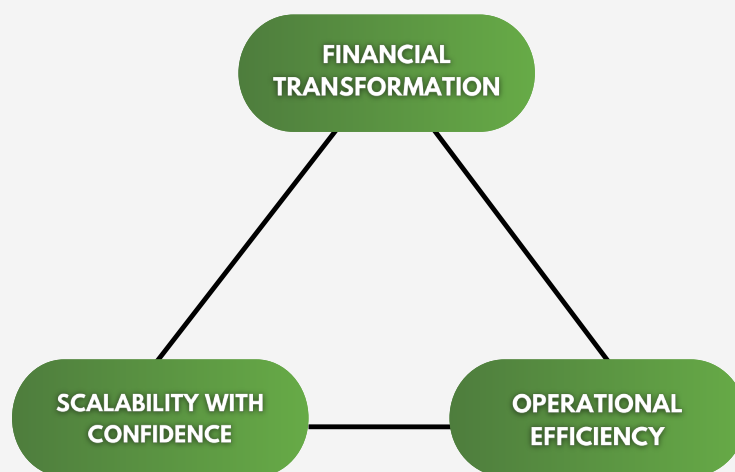 FINANCIAL
TRANSFORMATION
SCALABILITY WITH
CONFIDENCE
OPERATIONAL
EFFICIENCY